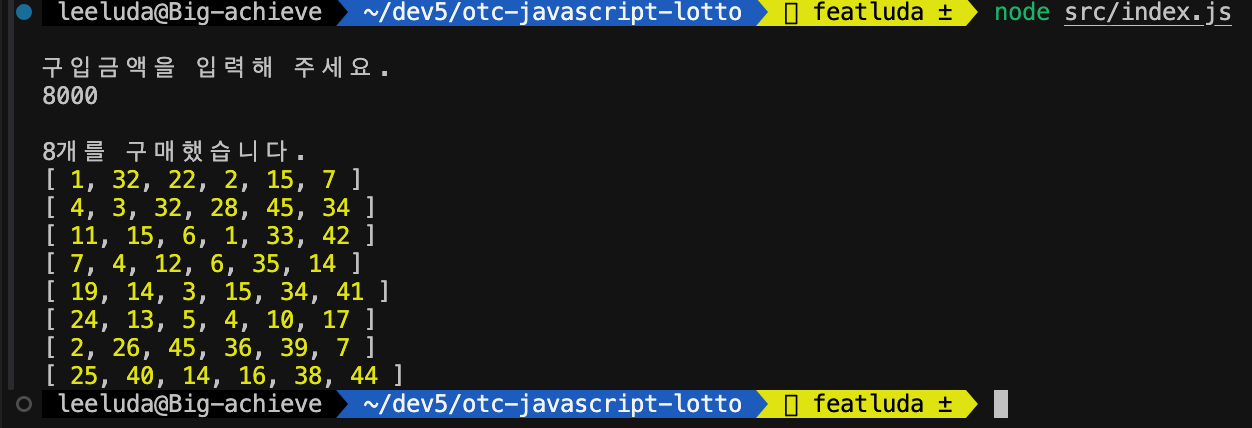 leeluda@Big-achieve ~/dev5/otc-javascript-lotto featluda ± node src/index.js
구입금액을 입력해 주세요.
8000
8개를 구매했습니다.
[ 1, 32, 22, 2, 15, 7 ]
[ 4, 3, 32, 28, 45, 34 ]
[ 11, 15, 6, 1, 33, 42 ]
[ 7, 4, 12, 6, 35, 14 ]
[ 19, 14, 3, 15, 34, 41 ]
[ 24, 13, 5, 4, 10, 17 ]
[ 2, 26, 45, 36, 39, 7 ]
[ 25, 40, 14, 16, 38, 44 ]
leeluda@Big-achieve ~/dev5/otc-javascript-lotto featluda ±